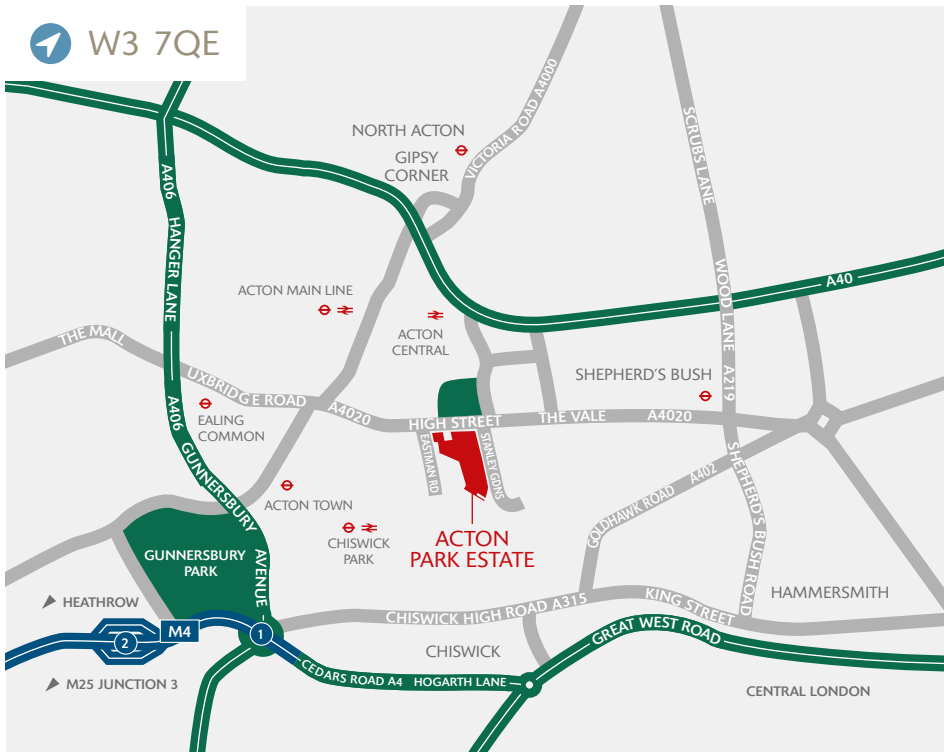 W3 7QE
NORTH ACTON
GIPSY
CORNER
VICTORIA ROAD A4000
SCRUBS LANE
A406
HANGER LANE
A40
WOOD LANE
A219
ACTON MAIN LINE
ACTON
CENTRAL
THE MALL
UXBRIDGE ROAD
A4020
SHEPHERD'S BUSH
A406
EALING
COMMON
HIGH STREET
THE VALE
A4020
EASTMAN RD
STANLEY GDNS
GUNNERSBURY
AVENUE
SHEPHERD'S BUSH ROAD
GOLDHAWK ROAD
A402
ACTON TOWN
CHISWICK
PARK
ACTON
PARK ESTATE
GUNNERSBURY
PARK
HEATHROW
HAMMERSMITH
CHISWICK HIGH ROAD A315
KING STREET
M4
1
2
GREAT WEST ROAD
CHISWICK
CEDARS ROAD A4
HOGARTH LANE
M25 JUNCTION 3
CENTRAL LONDON